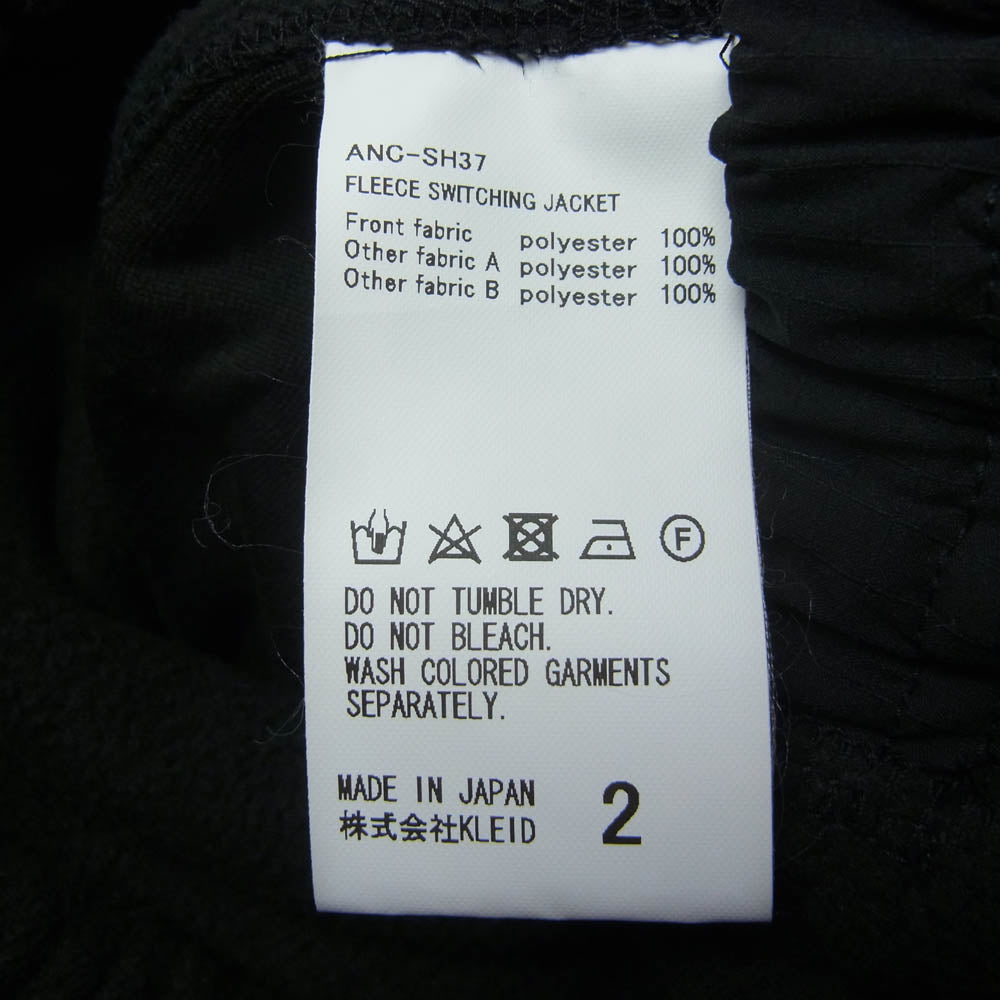 ANC-SH37
FLEECE SWITCHING JACKET
Front fabric polyester 100%
Other fabric A polyester 100%
Other fabric B polyester 100%
F
DO NOT TUMBLE DRY.
DO NOT BLEACH.
WASH COLORED GARMENTS
SEPARATELY.
MADE IN JAPAN
株式会社KLEID
2